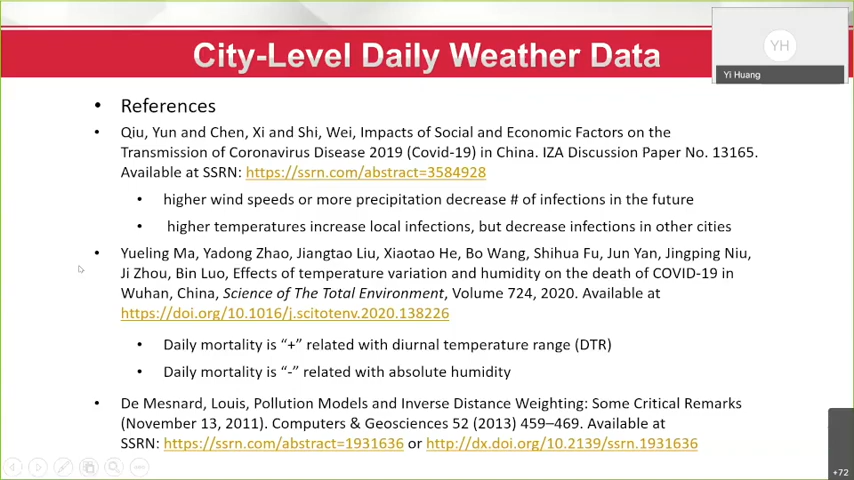 City-Level Daily Weather Data
YH
Yi Huang
• References
• Qiu, Yun and Chen, Xi and Shi, Wei, Impacts of Social and Economic Factors on the
Transmission of Coronavirus Disease 2019 (Covid-19) in China. IZA Discussion Paper No. 13165.
Available at SSRN: https://ssrn.com/abstract=3584928
• higher wind speeds or more precipitation decrease # of infections in the future
• higher temperatures increase local infections, but decrease infections in other cities
• Yueling Ma, Yadong Zhao, Jiangtao Liu, Xiaotao He, Bo Wang, Shihua Fu, Jun Yan, Jingping Niu,
Ji Zhou, Bin Luo, Effects of temperature variation and humidity on the death of COVID-19 in
Wuhan, China, Science of The Total Environment, Volume 724, 2020. Available at
https://doi.org/10.1016/j.scitotenv.2020.138226
• Daily mortality is “+” related with diurnal temperature range (DTR)
• Daily mortality is “-” related with absolute humidity
• De Mesnard, Louis, Pollution Models and Inverse Distance Weighting: Some Critical Remarks
(November 13, 2011). Computers & Geosciences 52 (2013) 459–469. Available at
SSRN: https://ssrn.com/abstract=1931636 or http://dx.doi.org/10.2139/ssrn.1931636
+72